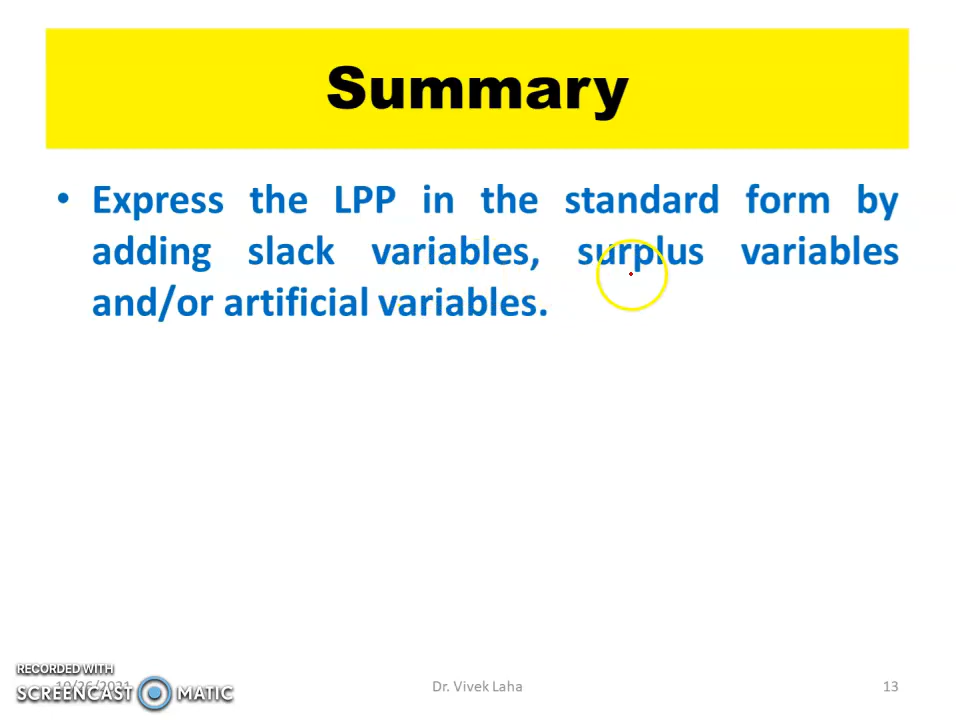 Summary
• Express the LPP in the standard form by
adding slack variables, surplus variables
and/or artificial variables.
RECORDED WITH
SCREENCAST MATIC
10/26/2021
Dr. Vivek Laha
13